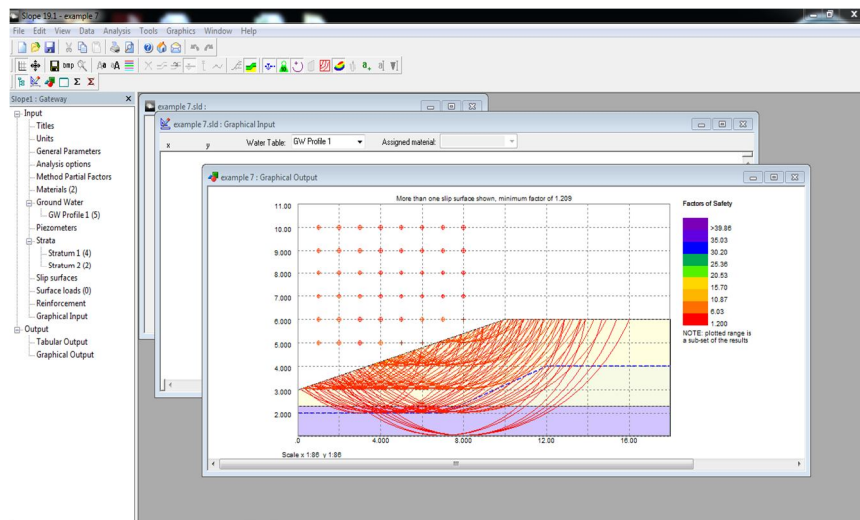 Slope 19.1 - example 7
File Edit View Data Analysis Tools Graphics Window Help
BMP Aa aA a+ a
Slope1 : Gateway x
Input
Titles
Units
General Parameters
Analysis options
Method Partial Factors
Materials (2)
Ground Water
GW Profile 1 (5)
Piezometers
Strata
Stratum 1 (4)
Stratum 2 (2)
Slip surfaces
Surface loads (0)
Reinforcement
Graphical Input
Output
Tabular Output
Graphical Output
example 7.sld :
example 7.sld : Graphical Input
x y Water Table: GW Profile 1 Assigned material:
example 7 : Graphical Output
More than one slip surface shown, minimum factor of 1.209
11.00
10.00
9.000
8.000
7.000
6.000
5.000
4.000
3.000
2.000
.0 4.000 8.000 12.00 16.00
Scale x 1:86 y 1:86
Factors of Safety
>39.86
35.03
30.20
25.36
20.53
15.70
10.87
6.03
1.200
NOTE: plotted range is
a sub-set of the results